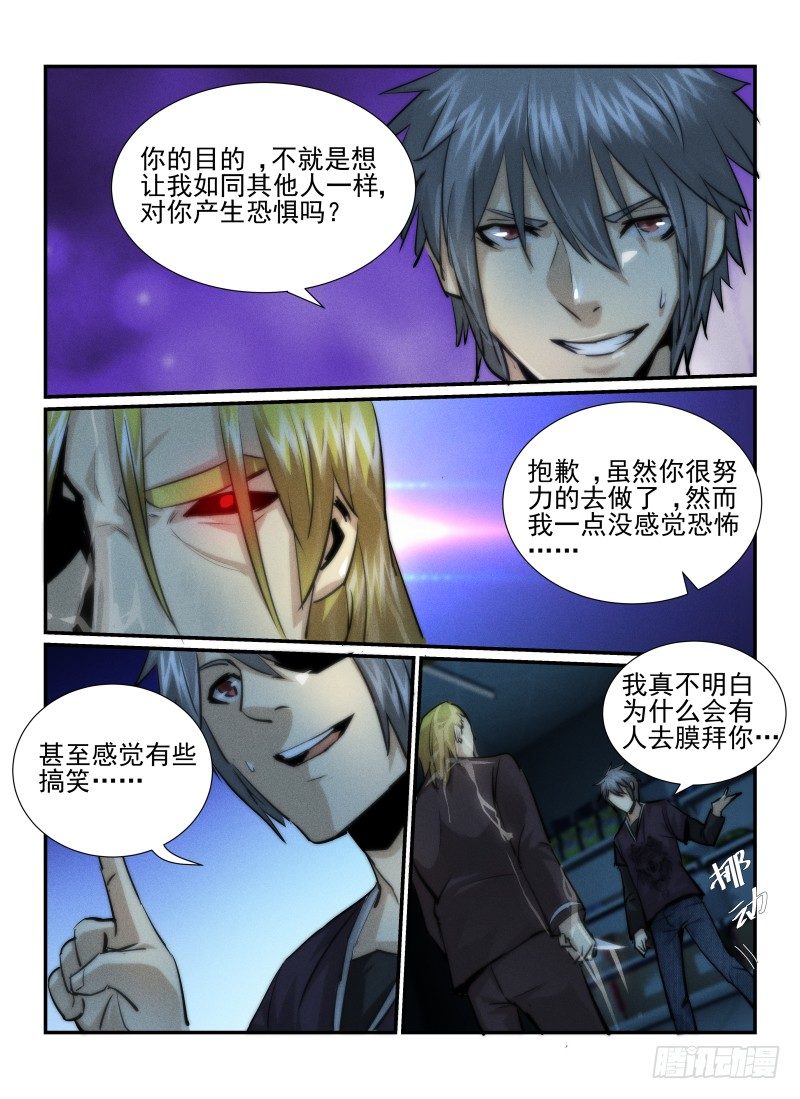 你的目的,不就是想
让我如同其他人一样,
对你产生恐惧吗?
抱歉,虽然你很努
力的去做了,然而
我一点没感觉恐怖
……
甚至感觉有些
搞笑……
我真不明白
为什么会有
人去膜拜你…
挪
动
腾讯动漫